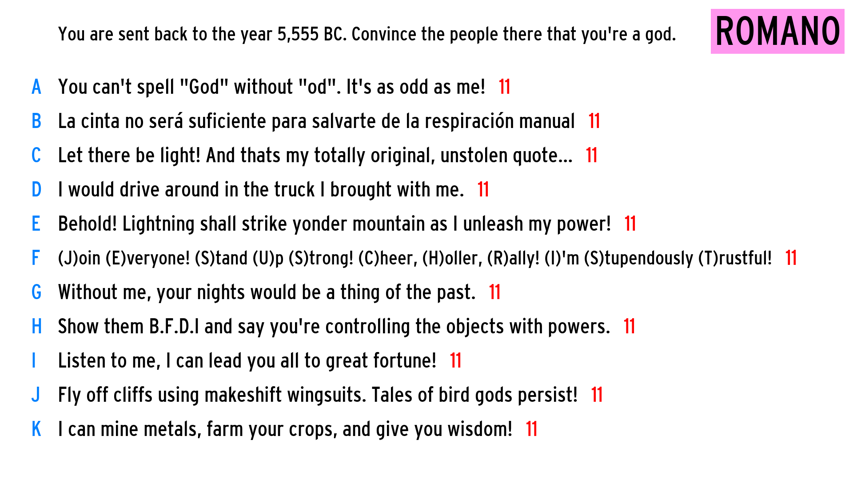 You are sent back to the year 5,555 BC. Convince the people there that you're a god.
ROMANO
A You can't spell "God" without "od". It's as odd as me! 11
B La cinta no será suficiente para salvarte de la respiración manual 11
C Let there be light! And thats my totally original, unstolen quote... 11
D I would drive around in the truck I brought with me. 11
E Behold! Lightning shall strike yonder mountain as I unleash my power! 11
F (J)oin (E)veryone! (S)tand (U)p (S)trong! (C)heer, (H)oller, (R)ally! (I)'m (S)tupendously (T)rustful! 11
G Without me, your nights would be a thing of the past. 11
H Show them B.F.D.I and say you're controlling the objects with powers. 11
I Listen to me, I can lead you all to great fortune! 11
J Fly off cliffs using makeshift wingsuits. Tales of bird gods persist! 11
K I can mine metals, farm your crops, and give you wisdom! 11